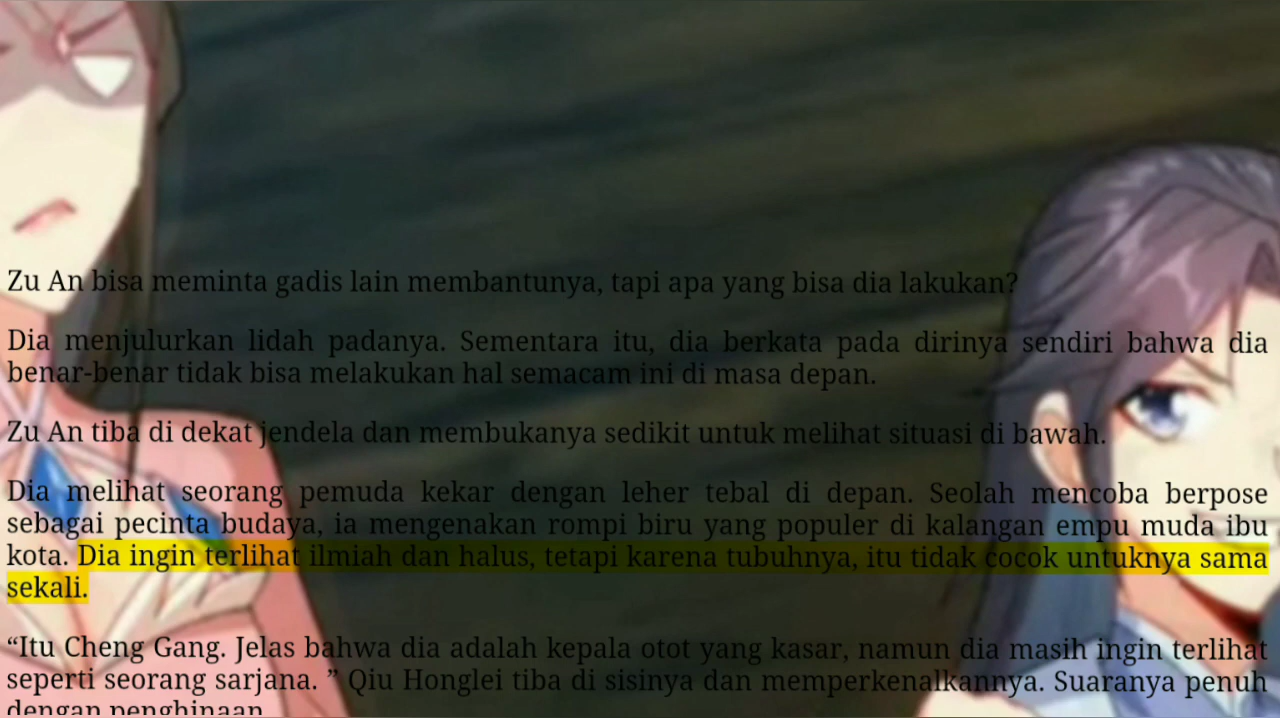 Zu An bisa meminta gadis lain membantunya, tapi apa yang bisa dia lakukan?
Dia menjulurkan lidah padanya. Sementara itu, dia berkata pada dirinya sendiri bahwa dia
benar-benar tidak bisa melakukan hal semacam ini di masa depan.
Zu An tiba di dekat jendela dan membukanya sedikit untuk melihat situasi di bawah.
Dia melihat seorang pemuda kekar dengan leher tebal di depan. Seolah mencoba berpose
sebagai pecinta budaya, ia mengenakan rompi biru yang populer di kalangan empu muda ibu
kota. Dia ingin terlihat ilmiah dan halus, tetapi karena tubuhnya, itu tidak cocok untuknya sama
sekali.
“Itu Cheng Gang. Jelas bahwa dia adalah kepala otot yang kasar, namun dia masih ingin terlihat
seperti seorang sarjana. ” Qiu Honglei tiba di sisinya dan memperkenalkannya. Suaranya penuh
dengan penghinaan